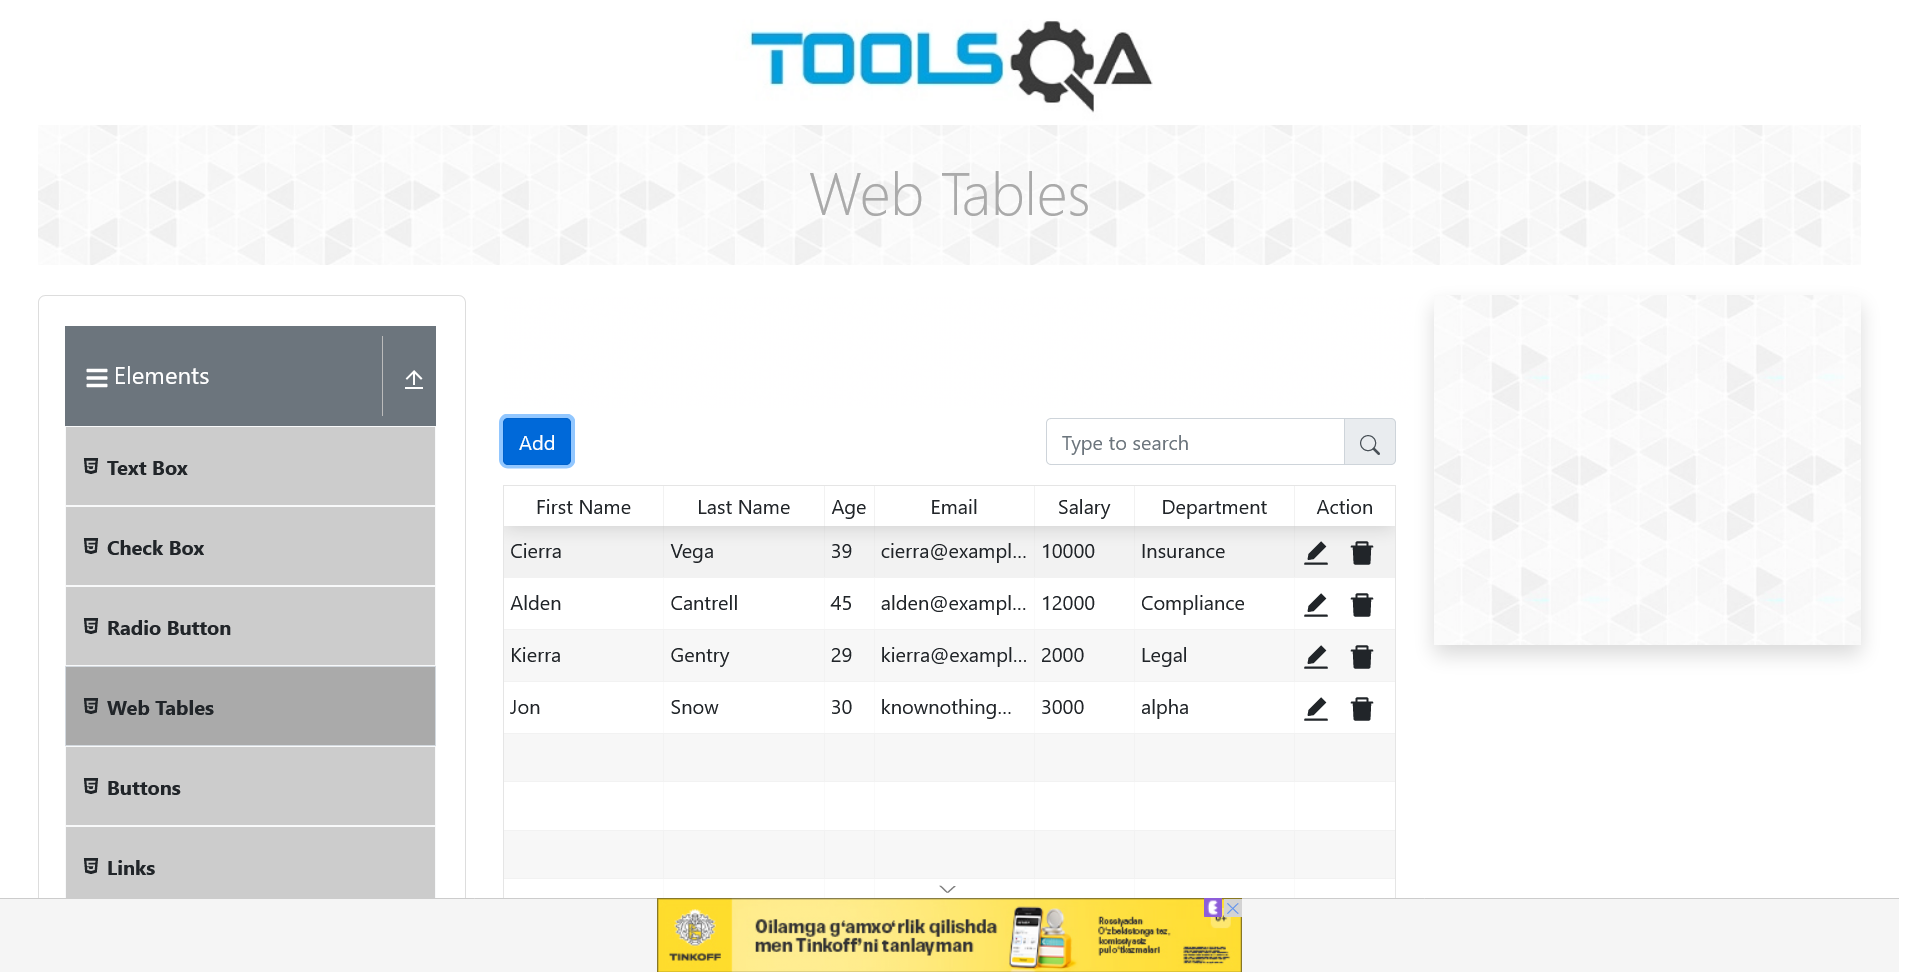 TOOLSQA
Web Tables
Elements
Text Box
Check Box
Radio Button
Web Tables
Buttons
Links
Add
Type to search
First Name Last Name Age Email Salary Department Action
Cierra Vega 39 cierra@exampl... 10000 Insurance
Alden Cantrell 45 alden@exampl... 12000 Compliance
Kierra Gentry 29 kierra@exampl... 2000 Legal
Jon Snow 30 knownothing... 3000 alpha
TINKOFF
Oilamga g‘amxo‘rlik qilishda
men Tinkoff’ni tanlayman
Rossiyadan
O‘zbekistonga tez,
komissiyasiz
pul o‘tkazmalari